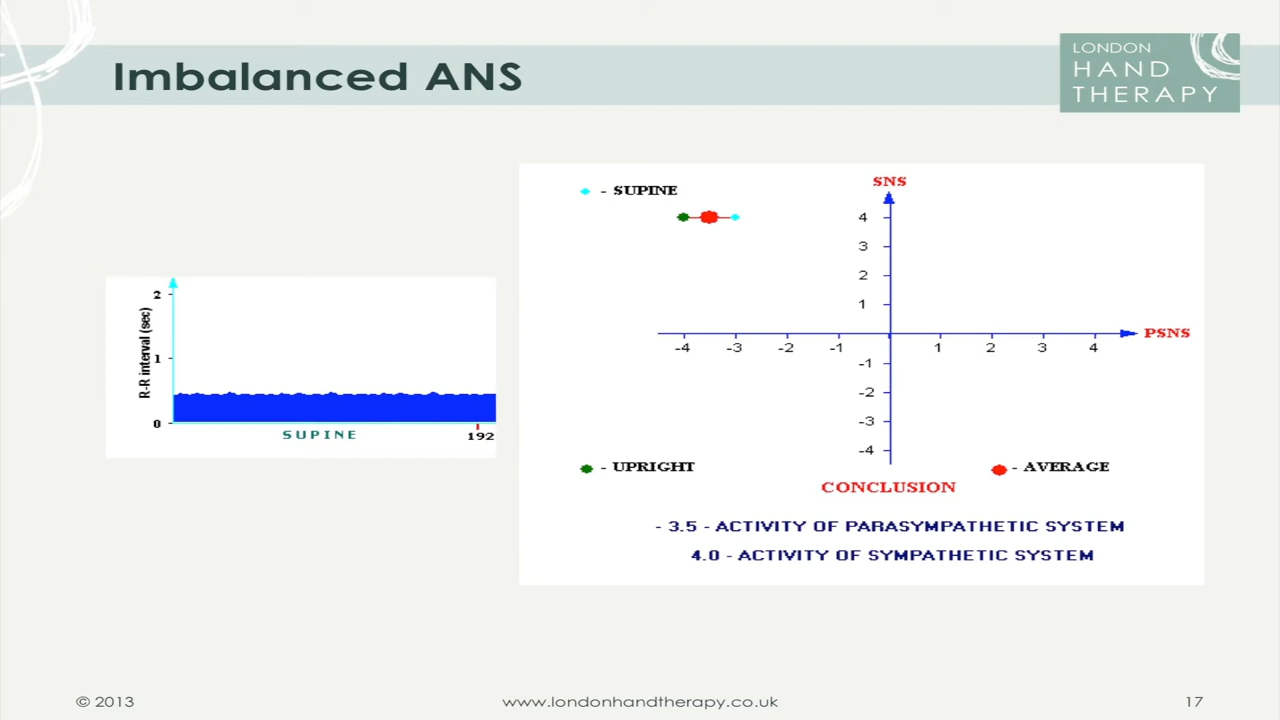 Imbalanced ANS
LONDON
HAND
THERAPY
2
1
0
R-R interval (sec)
SUPINE
192
- SUPINE
SNS
4
3
2
1
-4 -3 -2 -1 1 2 3 4
PSNS
-1
-2
-3
-4
- UPRIGHT
- AVERAGE
CONCLUSION
- 3.5 - ACTIVITY OF PARASYMPATHETIC SYSTEM
4.0 - ACTIVITY OF SYMPATHETIC SYSTEM
© 2013
www.londonhandtherapy.co.uk
17